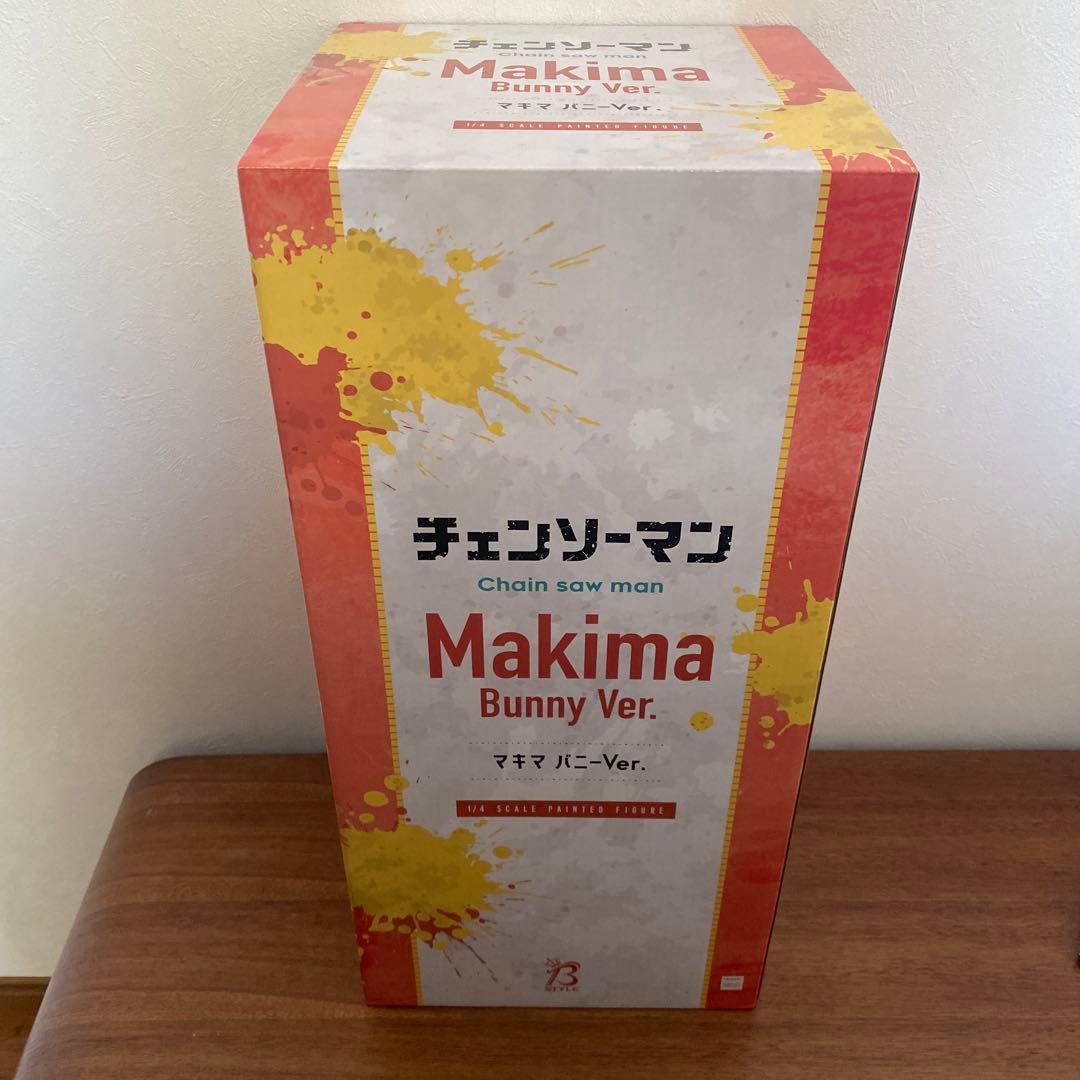 チェンソーマン
Chain saw man
Makima
Bunny Ver.
マキマ バニーVer.
1/4 SCALE PAINTED FIGURE
チェンソーマン
Chain saw man
Makima
Bunny Ver.
マキマ バニーVer.
1/4 SCALE PAINTED FIGURE
B
STYLE